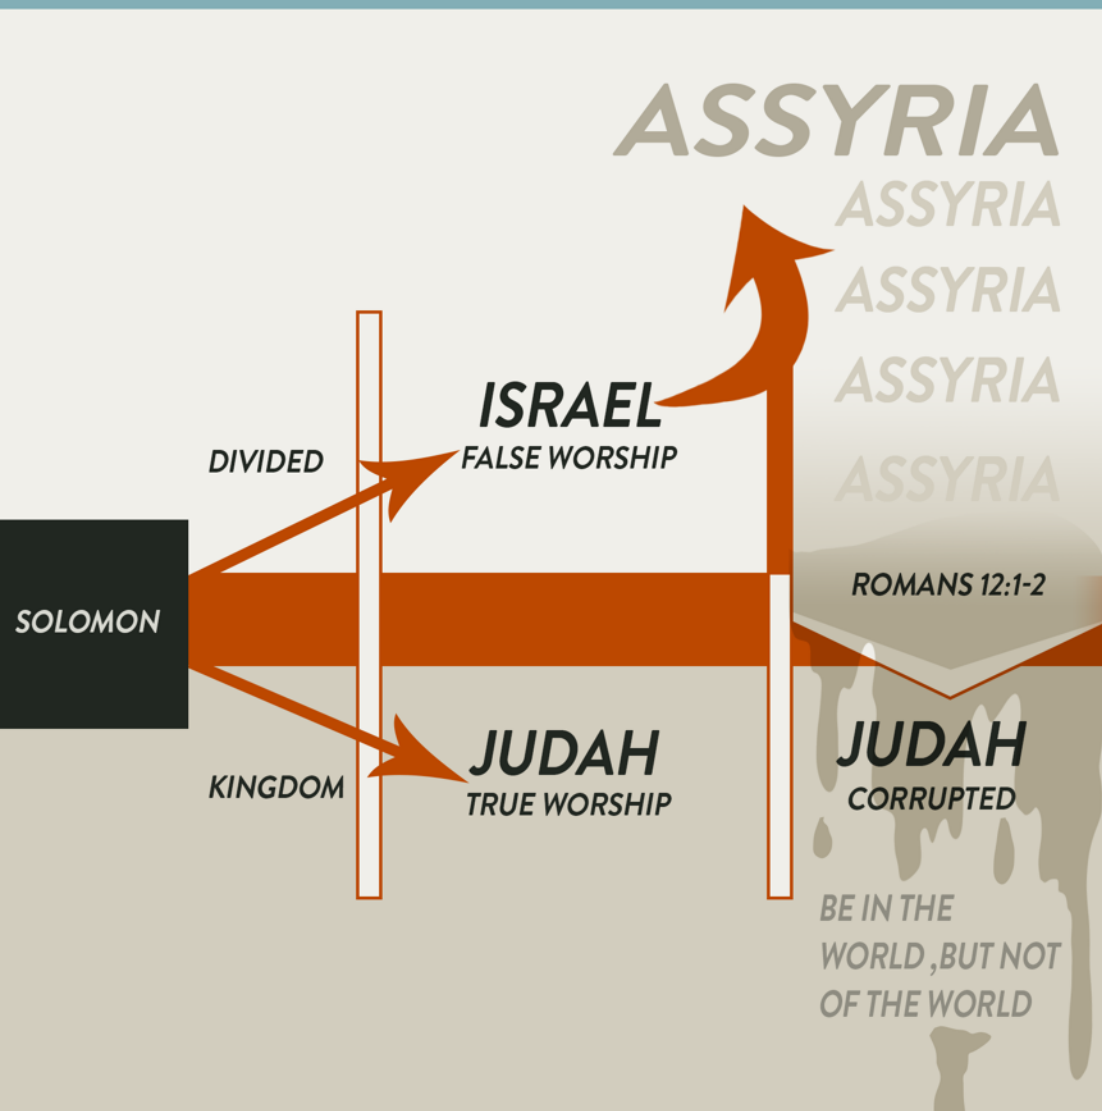 ASSYRIA
ASSYRIA
ASSYRIA
ASSYRIA
ASSYRIA
ISRAEL
FALSE WORSHIP
DIVIDED
SOLOMON
KINGDOM
JUDAH
TRUE WORSHIP
ROMANS 12:1-2
JUDAH
CORRUPTED
BE IN THE
WORLD ,BUT NOT
OF THE WORLD